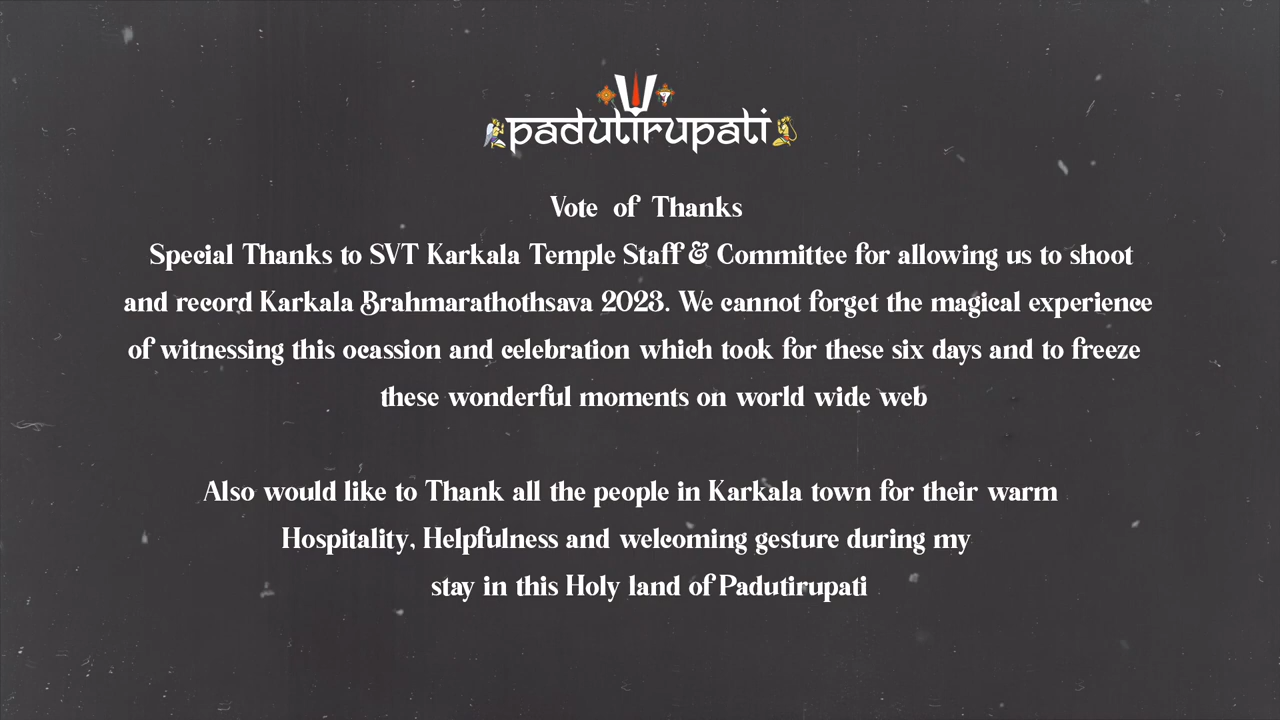 padutirupati
Vote of Thanks
Special Thanks to SVT Karkala Temple Staff & Committee for allowing us to shoot
and record Karkala Brahmarathothsava 2023. We cannot forget the magical experience
of witnessing this ocassion and celebration which took for these six days and to freeze
these wonderful moments on world wide web
Also would like to Thank all the people in Karkala town for their warm
Hospitality, Helpfulness and welcoming gesture during my
stay in this Holy land of Padutirupati